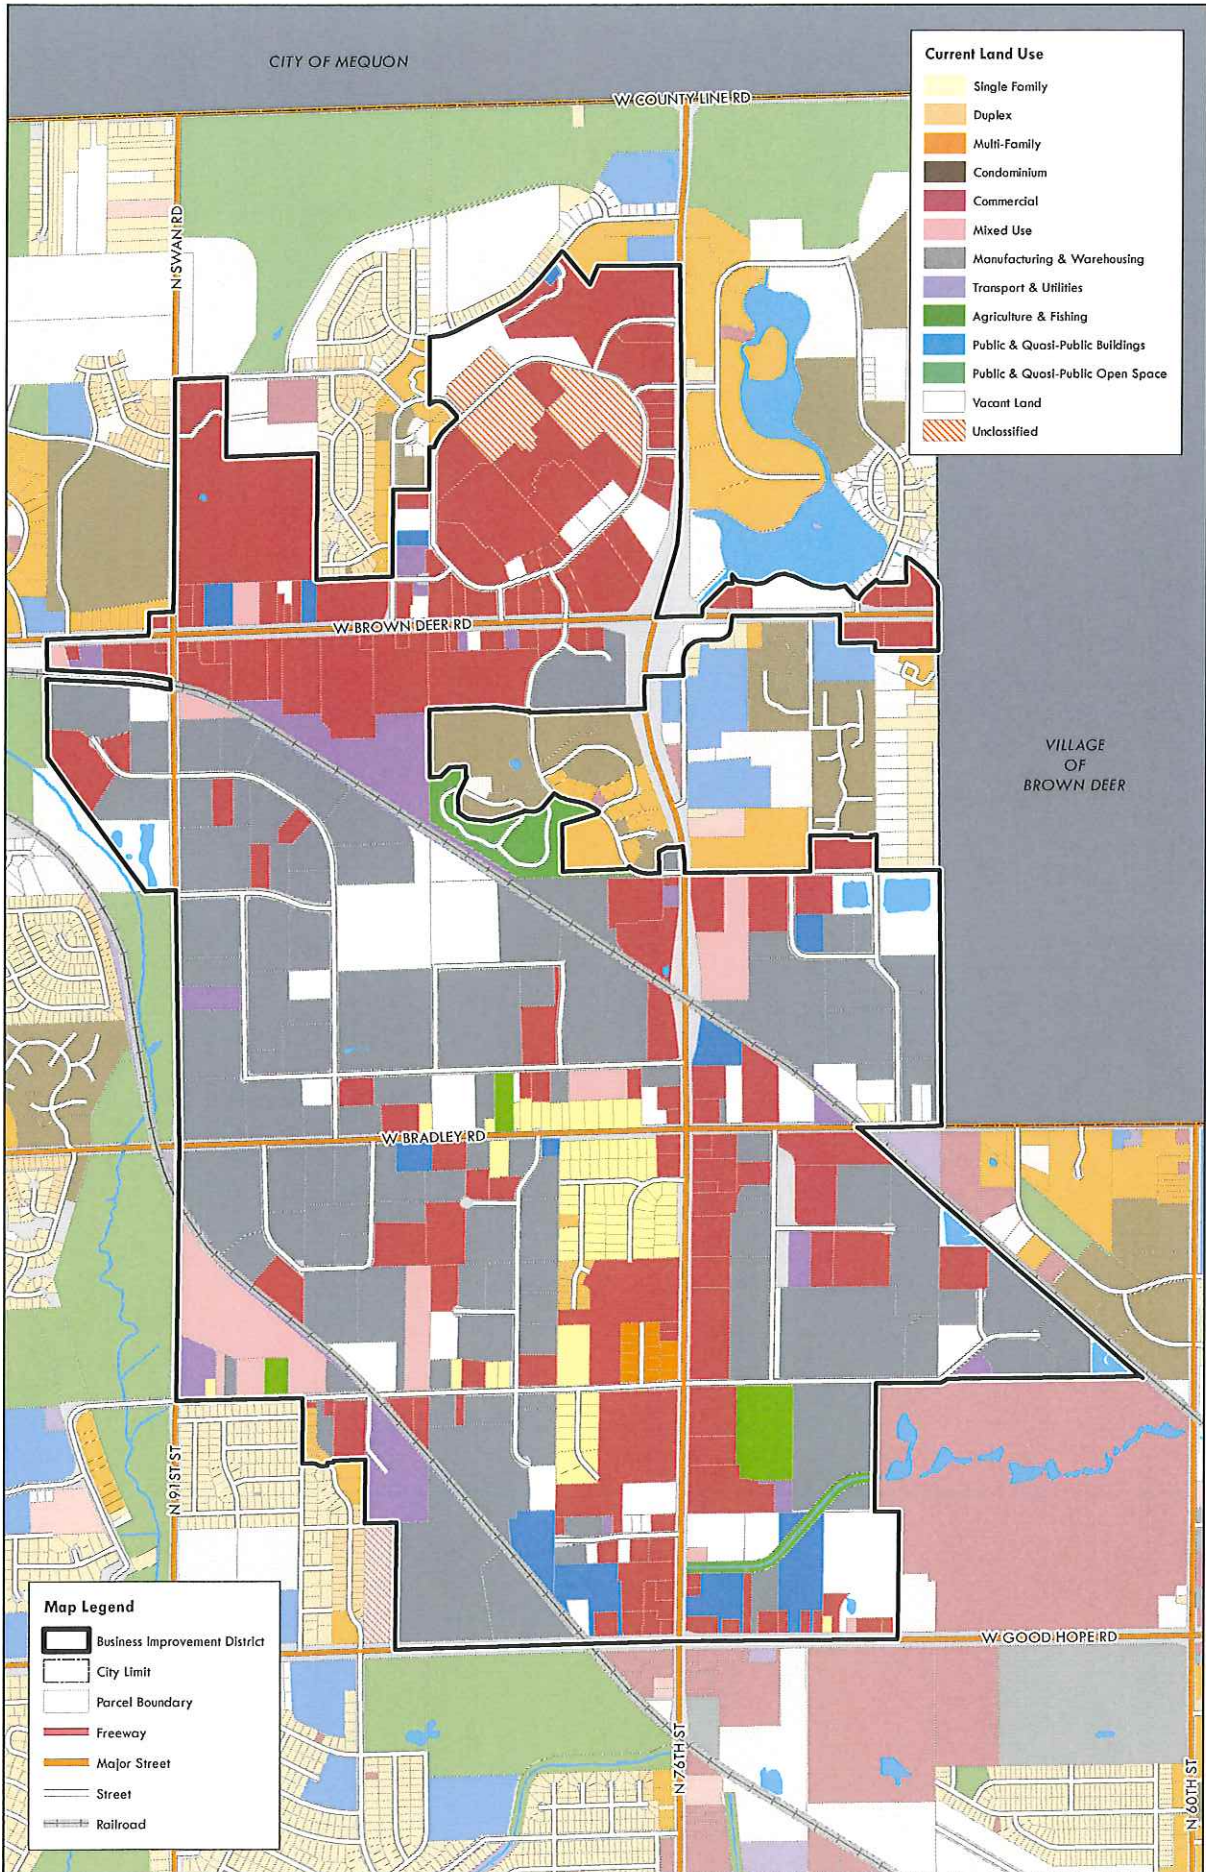 CITY OF MEQUON
W COUNTY LINE RD
Current Land Use
Single Family
Duplex
Multi-Family
Condominium
Commercial
Mixed Use
Manufacturing & Warehousing
Transport & Utilities
Agriculture & Fishing
Public & Quasi-Public Buildings
Public & Quasi-Public Open Space
Vacant Land
Unclassified
N SWAN RD
W BROWN DEER RD
VILLAGE
OF
BROWN DEER
W BRADLEY RD
N 91ST ST
Map Legend
Business Improvement District
City Limit
Parcel Boundary
Freeway
Major Street
Street
Railroad
W GOOD HOPE RD
N 76TH ST
N 60TH ST